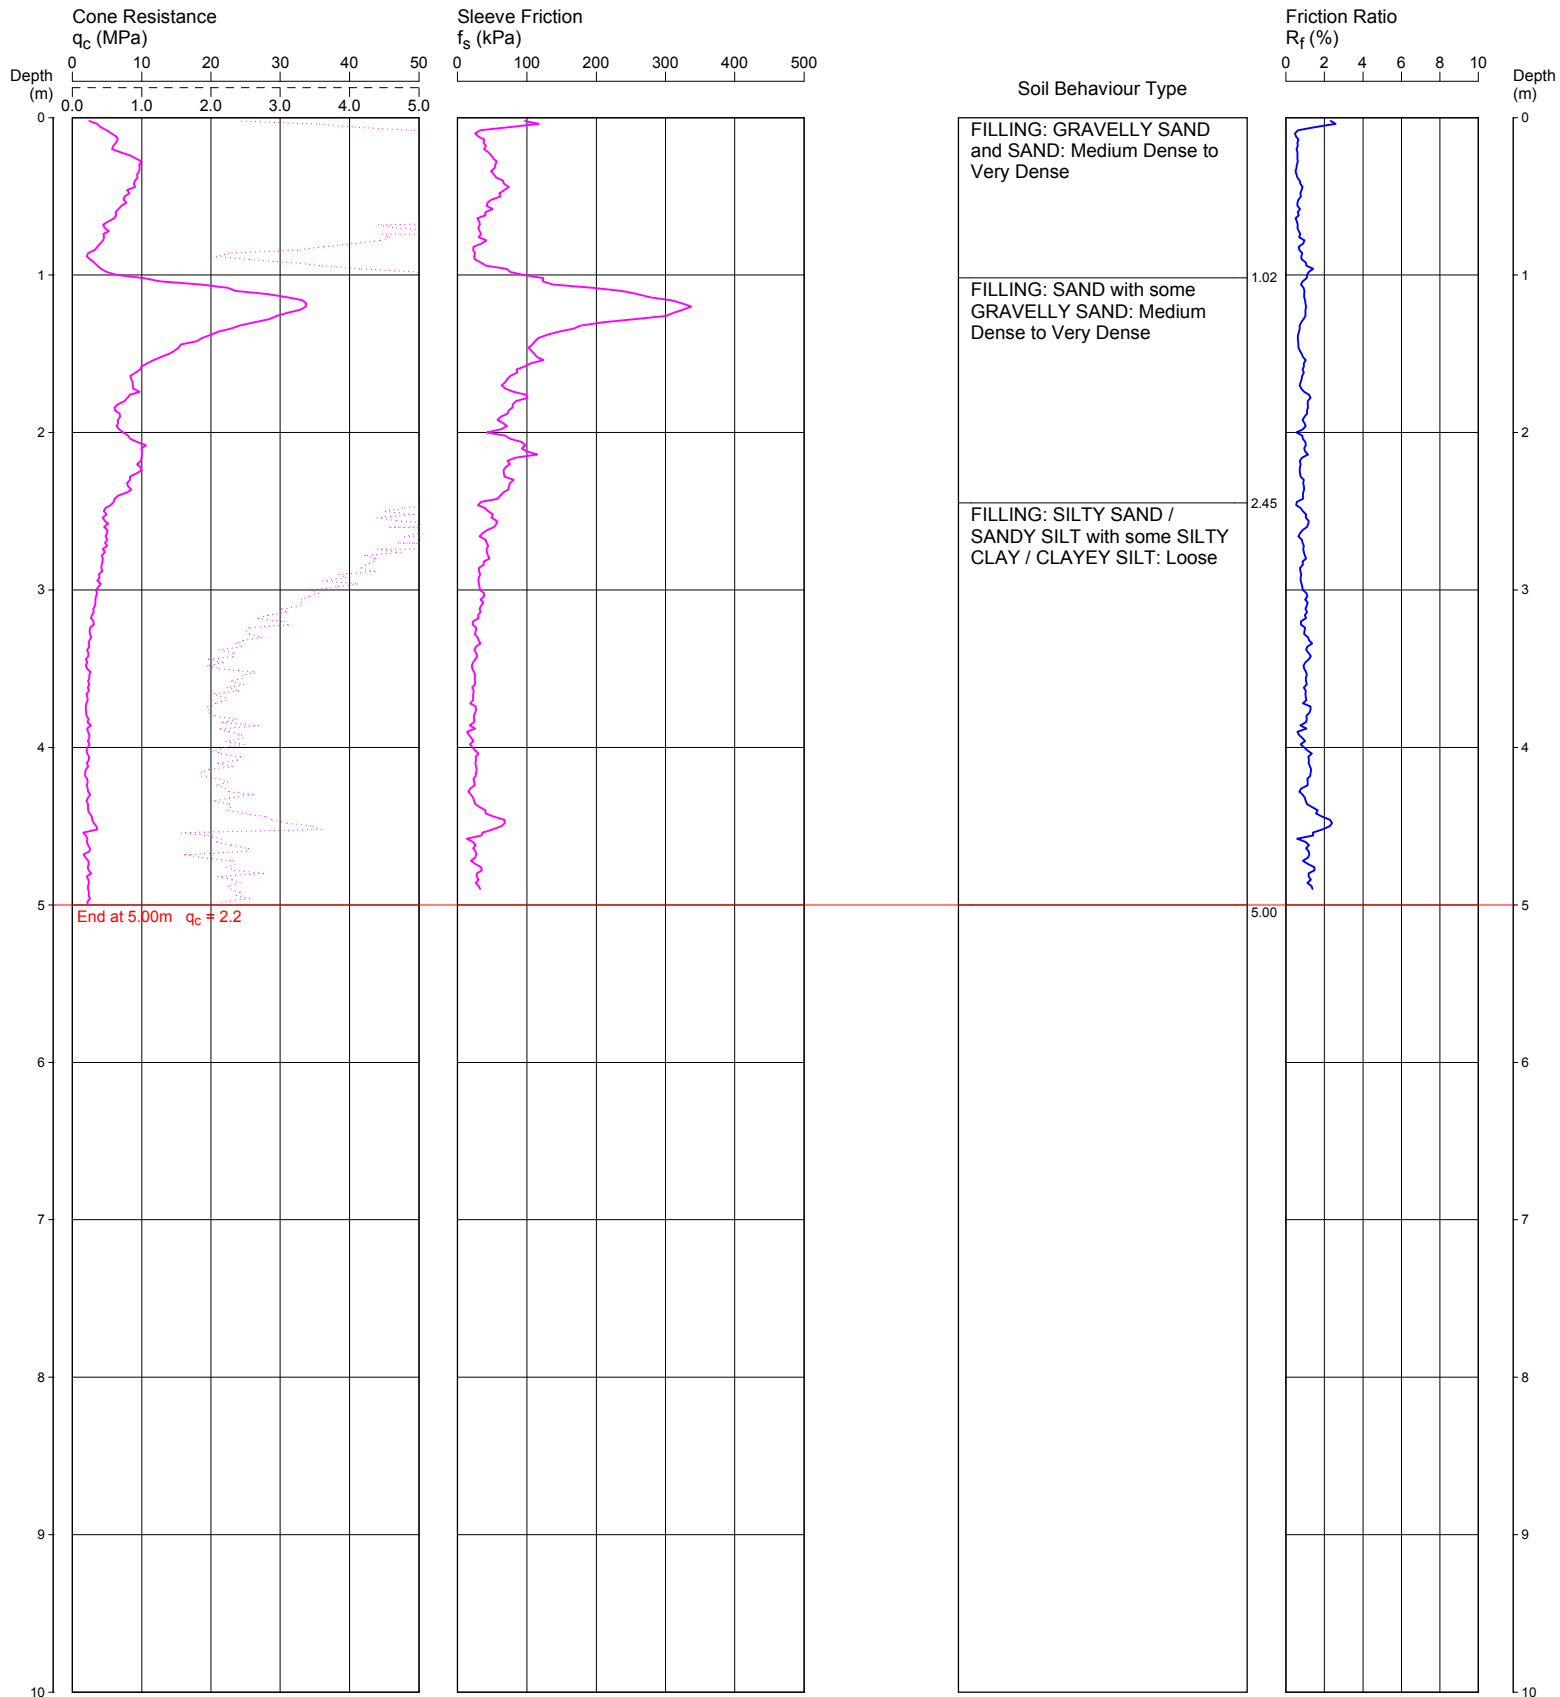 Cone Resistance
qc (MPa)
Sleeve Friction
fs (kPa)
Friction Ratio
Rf (%)
0 10 20 30 40 50
0 100 200 300 400 500
0 2 4 6 8 10
Depth
(m)
0.0 1.0 2.0 3.0 4.0 5.0
Soil Behaviour Type
Depth
(m)
0
FILLING: GRAVELLY SAND
and SAND: Medium Dense to
Very Dense
0
1
1.02
1
FILLING: SAND with some
GRAVELLY SAND: Medium
Dense to Very Dense
2
2
2.45
FILLING: SILTY SAND /
SANDY SILT with some SILTY
CLAY / CLAYEY SILT: Loose
3
3
4
4
5
5
End at 5.00m qc = 2.2
5.00
6
6
7
7
8
8
9
9
10
10